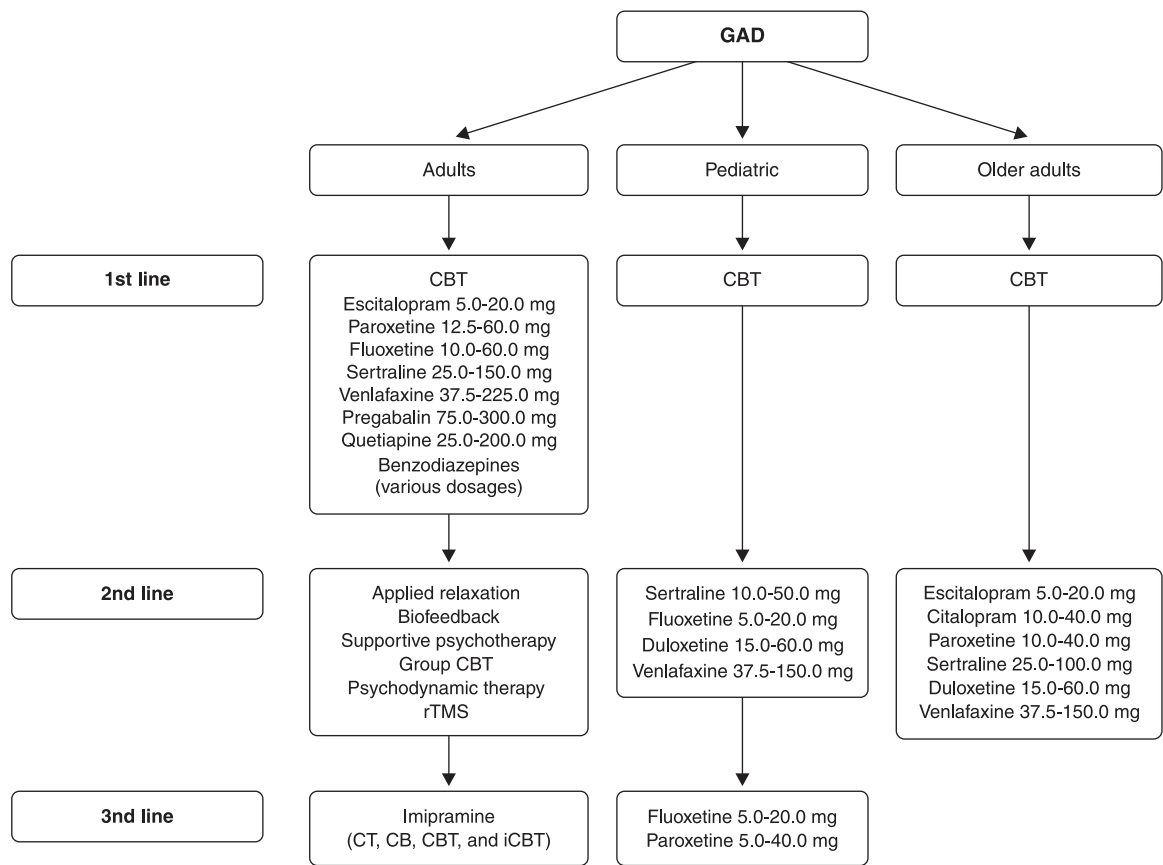 GAD
Adults
Pediatric
Older adults
1st line
CBT
Escitalopram 5.0-20.0 mg
Paroxetine 12.5-60.0 mg
Fluoxetine 10.0-60.0 mg
Sertraline 25.0-150.0 mg
Venlafaxine 37.5-225.0 mg
Pregabalin 75.0-300.0 mg
Quetiapine 25.0-200.0 mg
Benzodiazepines
(various dosages)
CBT
CBT
2nd line
Applied relaxation
Biofeedback
Supportive psychotherapy
Group CBT
Psychodynamic therapy
rTMS
Sertraline 10.0-50.0 mg
Fluoxetine 5.0-20.0 mg
Duloxetine 15.0-60.0 mg
Venlafaxine 37.5-150.0 mg
Escitalopram 5.0-20.0 mg
Citalopram 10.0-40.0 mg
Paroxetine 10.0-40.0 mg
Sertraline 25.0-100.0 mg
Duloxetine 15.0-60.0 mg
Venlafaxine 37.5-150.0 mg
3nd line
Imipramine
(CT, CB, CBT, and iCBT)
Fluoxetine 5.0-20.0 mg
Paroxetine 5.0-40.0 mg